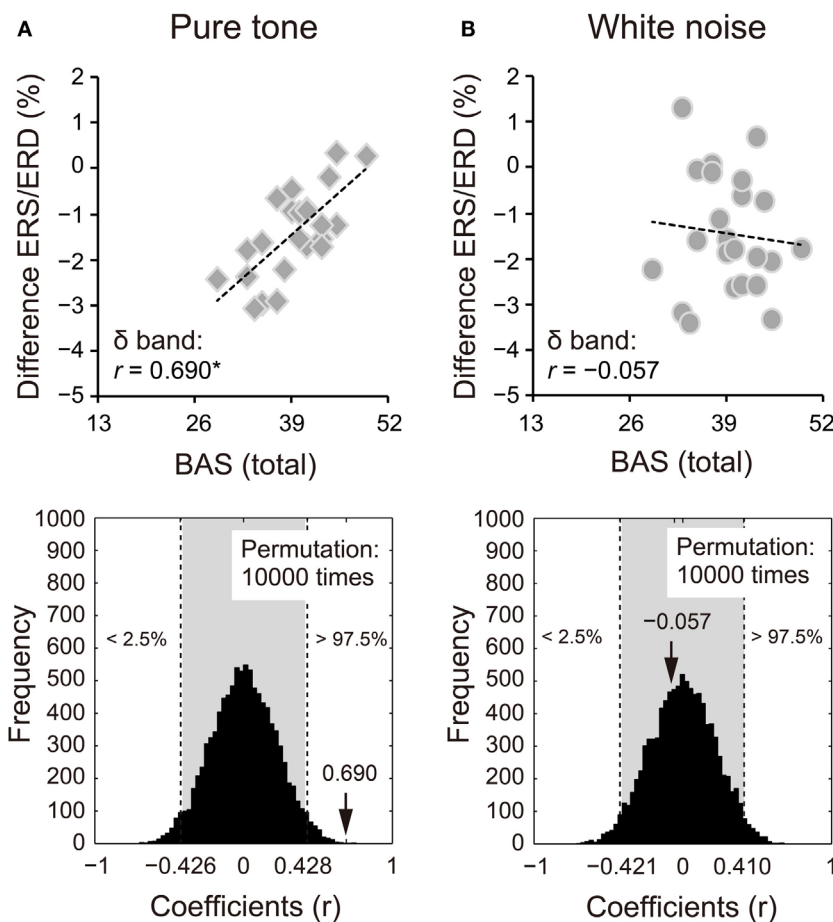 A Pure tone
Difference ERS/ERD (%)
2
1
0
−1
−2
−3
−4
−5
δ band:
r = 0.690*
13 26 39 52
BAS (total)
B White noise
Difference ERS/ERD (%)
2
1
0
−1
−2
−3
−4
−5
δ band:
r = −0.057
13 26 39 52
BAS (total)
Frequency
1000
900
800
700
600
500
400
300
200
100
0
Permutation:
10000 times
< 2.5%
> 97.5%
0.690
−1 −0.426 0 0.428 1
Coefficients (r)
Frequency
1000
900
800
700
600
500
400
300
200
100
0
Permutation:
10000 times
< 2.5%
−0.057
> 97.5%
−1 −0.421 0 0.410 1
Coefficients (r)